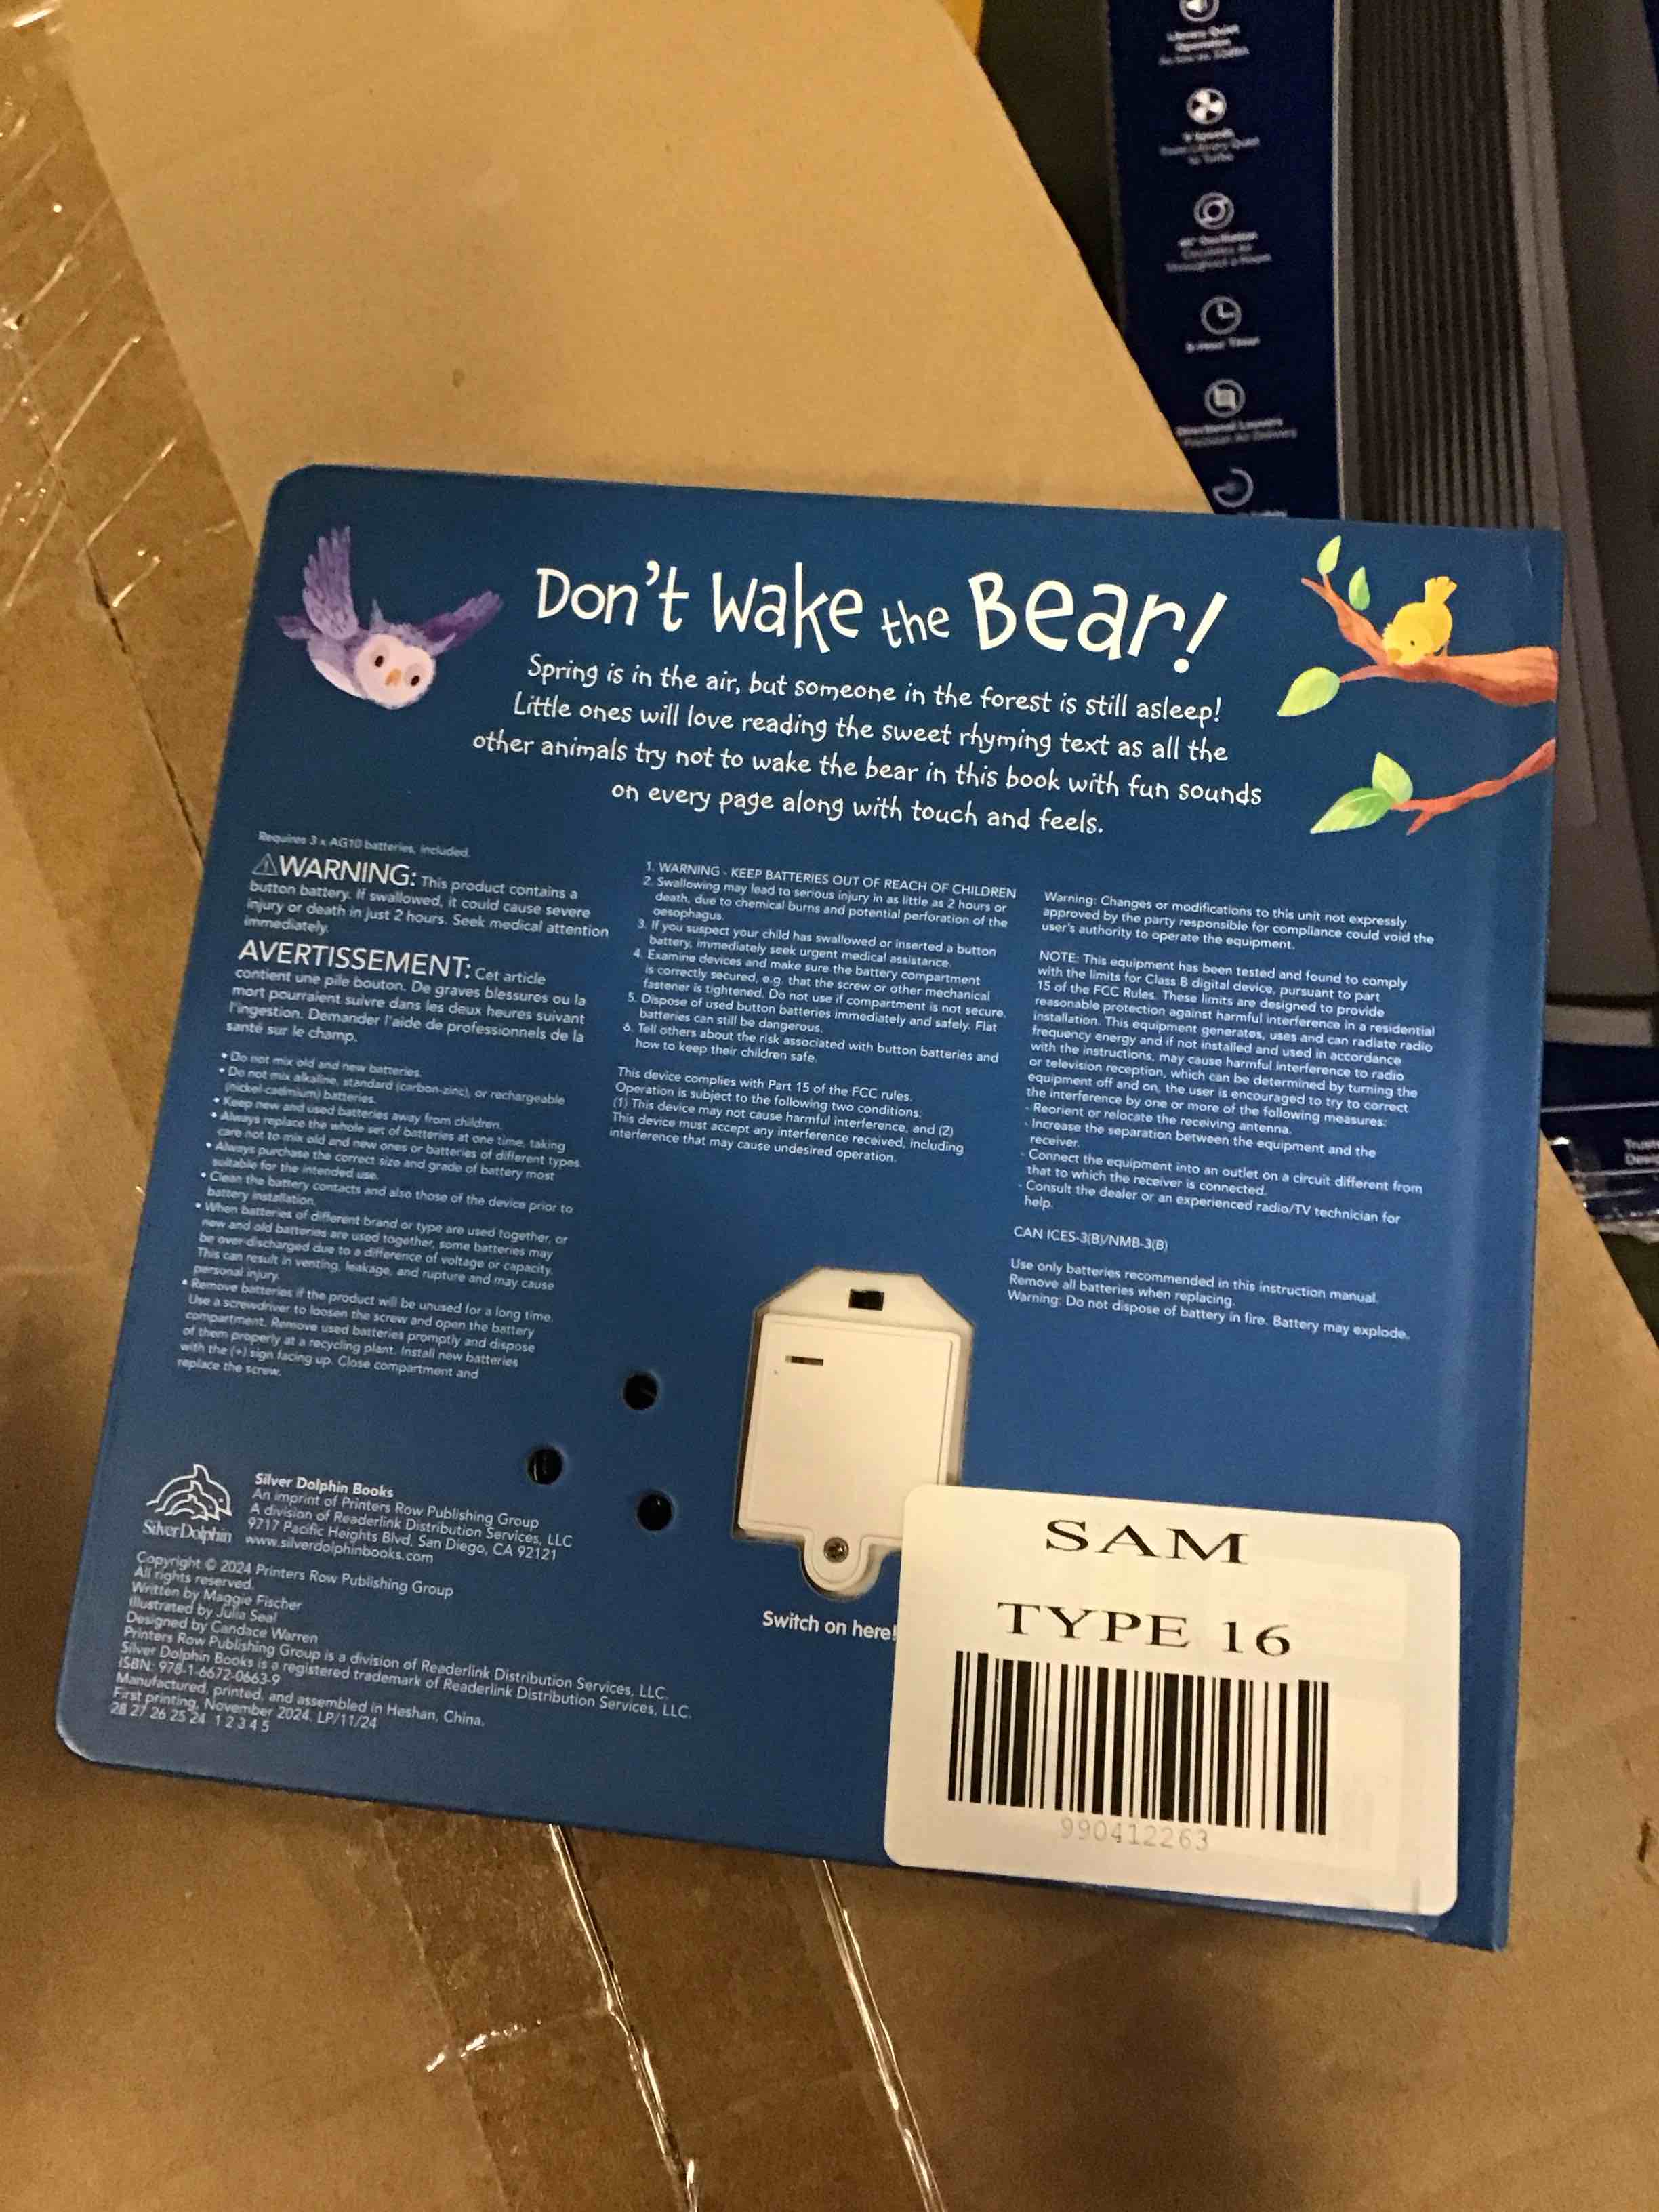 Library Quiet
Operation
9 Speeds
From Library Quiet
to Turbo
Oscillation
Circulates Air
Throughout a Room
8-Hour Timer
Directional Louvers
Precision Air Delivery
Don't Wake the Bear!
Spring is in the air, but someone in the forest is still asleep!
Little ones will love reading the sweet rhyming text as all the
other animals try not to wake the bear in this book with fun sounds
on every page along with touch and feels.
Requires 3 x AG10 batteries, included.
⚠WARNING: This product contains a
button battery. If swallowed, it could cause severe
injury or death in just 2 hours. Seek medical attention
immediately.
AVERTISSEMENT: Cet article
contient une pile bouton. De graves blessures ou la
mort pourraient suivre dans les deux heures suivant
l'ingestion. Demander l'aide de professionnels de la
santé sur le champ.
• Do not mix old and new batteries.
• Do not mix alkaline, standard (carbon-zinc), or rechargeable
(nickel-cadmium) batteries.
• Keep new and used batteries away from children.
• Always replace the whole set of batteries at one time, taking
care not to mix old and new ones or batteries of different types.
• Always purchase the correct size and grade of battery most
suitable for the intended use.
• Clean the battery contacts and also those of the device prior to
battery installation.
• When batteries of different brand or type are used together, or
new and old batteries are used together, some batteries may
be over-discharged due to a difference of voltage or capacity.
This can result in venting, leakage, and rupture and may cause
personal injury.
• Remove batteries if the product will be unused for a long time.
Use a screwdriver to loosen the screw and open the battery
compartment. Remove used batteries promptly and dispose
of them properly at a recycling plant. Install new batteries
with the (+) sign facing up. Close compartment and
replace the screw.
1. WARNING - KEEP BATTERIES OUT OF REACH OF CHILDREN
2. Swallowing may lead to serious injury in as little as 2 hours or
death, due to chemical burns and potential perforation of the
oesophagus.
3. If you suspect your child has swallowed or inserted a button
battery, immediately seek urgent medical assistance.
4. Examine devices and make sure the battery compartment
is correctly secured, e.g. that the screw or other mechanical
fastener is tightened. Do not use if compartment is not secure.
5. Dispose of used button batteries immediately and safely. Flat
batteries can still be dangerous.
6. Tell others about the risk associated with button batteries and
how to keep their children safe.
This device complies with Part 15 of the FCC rules.
Operation is subject to the following two conditions:
(1) This device may not cause harmful interference, and (2)
This device must accept any interference received, including
interference that may cause undesired operation.
Warning: Changes or modifications to this unit not expressly
approved by the party responsible for compliance could void the
user's authority to operate the equipment.
NOTE: This equipment has been tested and found to comply
with the limits for Class B digital device, pursuant to part
15 of the FCC Rules. These limits are designed to provide
reasonable protection against harmful interference in a residential
installation. This equipment generates, uses and can radiate radio
frequency energy and if not installed and used in accordance
with the instructions, may cause harmful interference to radio
or television reception, which can be determined by turning the
equipment off and on, the user is encouraged to try to correct
the interference by one or more of the following measures:
- Reorient or relocate the receiving antenna.
- Increase the separation between the equipment and the
receiver.
- Connect the equipment into an outlet on a circuit different from
that to which the receiver is connected.
- Consult the dealer or an experienced radio/TV technician for
help.
CAN ICES-3(B)/NMB-3(B)
Use only batteries recommended in this instruction manual.
Remove all batteries when replacing.
Warning: Do not dispose of battery in fire. Battery may explode.
SilverDolphin
Silver Dolphin Books
An imprint of Printers Row Publishing Group
A division of Readerlink Distribution Services, LLC
9717 Pacific Heights Blvd, San Diego, CA 92121
www.silverdolphinbooks.com
Copyright © 2024 Printers Row Publishing Group
All rights reserved.
Written by Maggie Fischer
Illustrated by Julia Seal
Designed by Candace Warren
Printers Row Publishing Group is a division of Readerlink Distribution Services, LLC.
Silver Dolphin Books is a registered trademark of Readerlink Distribution Services, LLC.
ISBN: 978-1-6672-0663-9
Manufactured, printed, and assembled in Heshan, China.
First printing, November 2024. LP/11/24
28 27 26 25 24 1 2 3 4 5
Switch on here!
SAM
TYPE 16
990412263